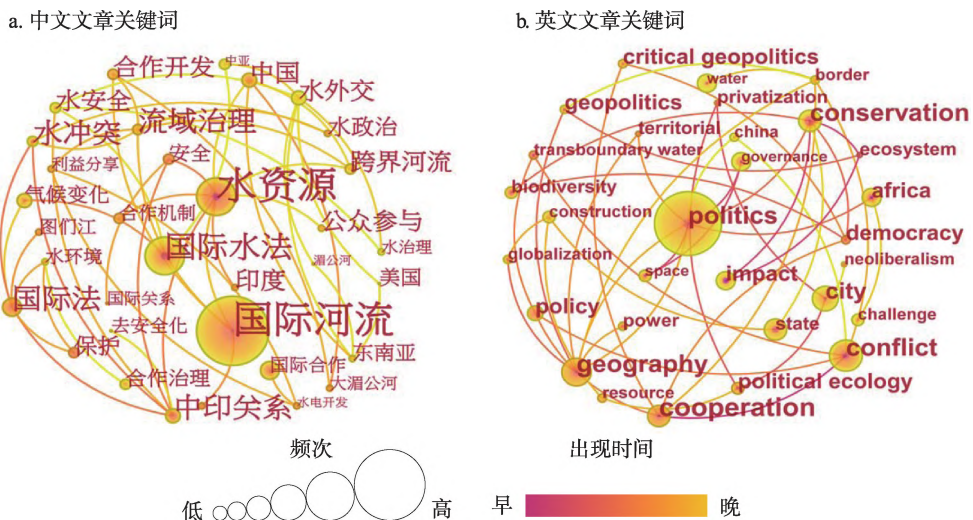 a. 中文文章关键词
b. 英文文章关键词
合作开发
中亚
中国
水外交
水安全
水冲突
流域治理
水政治
利益分享
安全
跨界河流
气候变化
水资源
合作机制
公众参与
图们江
国际水法
水治理
水环境
湄公河
印度
美国
国际法
国际关系
国际河流
去安全化
保护
东南亚
国际合作
合作治理
大湄公河
中印关系
水电开发
critical geopolitics
water
border
geopolitics
privatization
conservation
territorial
china
transboundary water
governance
ecosystem
biodiversity
africa
construction
politics
democracy
globalization
neoliberalism
space
impact
city
policy
challenge
power
state
conflict
geography
political ecology
resource
cooperation
频次
出现时间
低
高
早
晚